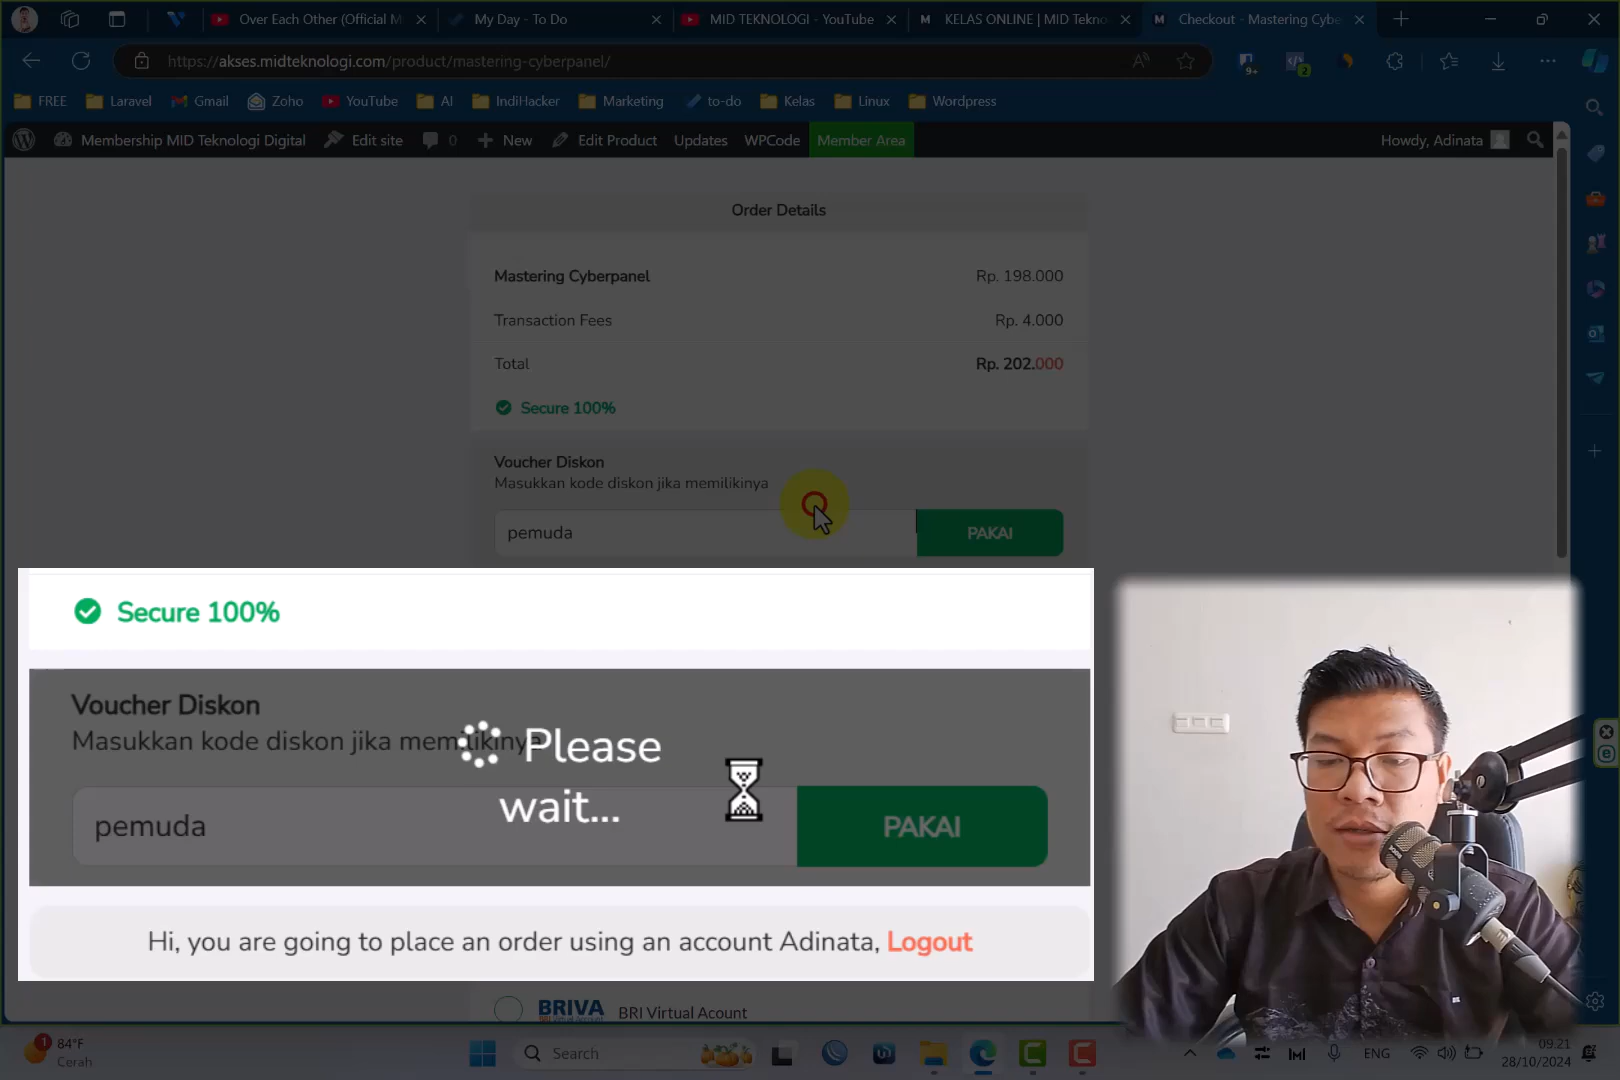 Over Each Other (Official M
My Day - To Do
MID TEKNOLOGI - YouTube
KELAS ONLINE | MID Tekno
Checkout - Mastering Cybe
https://akses.midteknologi.com/product/mastering-cyberpanel/
FREE
Laravel
Gmail
Zoho
YouTube
AI
IndiHacker
Marketing
to-do
Kelas
Linux
Wordpress
Membership MID Teknologi Digital
Edit site
0
New
Edit Product
Updates
WPCode
Member Area
Howdy, Adinata
Order Details
Mastering Cyberpanel
Rp. 198.000
Transaction Fees
Rp. 4.000
Total
Rp. 202.000
Secure 100%
Voucher Diskon
Masukkan kode diskon jika memilikinya
pemuda
PAKAI
Secure 100%
Voucher Diskon
Masukkan kode diskon jika memilikinya
Please
wait...
pemuda
PAKAI
Hi, you are going to place an order using an account Adinata, Logout
BRIVA
BRI Virtual Acount
1
84°F
Cerah
Search
ENG
09.21
28/10/2024
9+
2